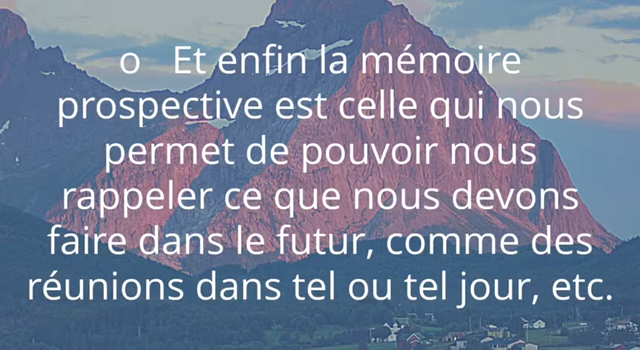 o Et enfin la mémoire
prospective est celle qui nous
permet de pouvoir nous
rappeler ce que nous devons
faire dans le futur, comme des
réunions dans tel ou tel jour, etc.